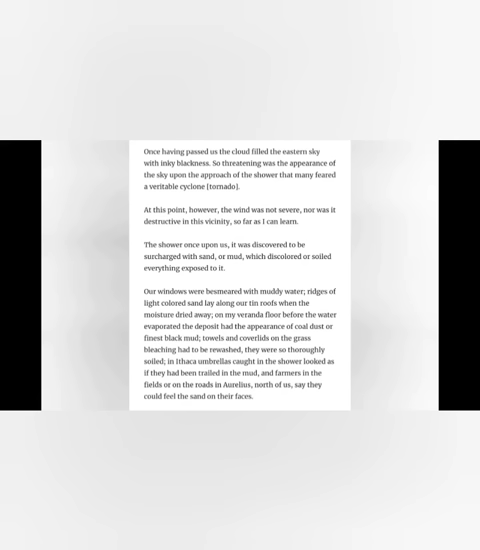 Once having passed us the cloud filled the eastern sky
with inky blackness. So threatening was the appearance of
the sky upon the approach of the shower that many feared
a veritable cyclone [tornado].
At this point, however, the wind was not severe, nor was it
destructive in this vicinity, so far as I can learn.
The shower once upon us, it was discovered to be
surcharged with sand, or mud, which discolored or soiled
everything exposed to it.
Our windows were besmeared with muddy water; ridges of
light colored sand lay along our tin roofs when the
moisture dried away; on my veranda floor before the water
evaporated the deposit had the appearance of coal dust or
finest black mud; towels and coverlids on the grass
bleaching had to be rewashed, they were so thoroughly
soiled; in Ithaca umbrellas caught in the shower looked as
if they had been trailed in the mud, and farmers in the
fields or on the roads in Aurelius, north of us, say they
could feel the sand on their faces.